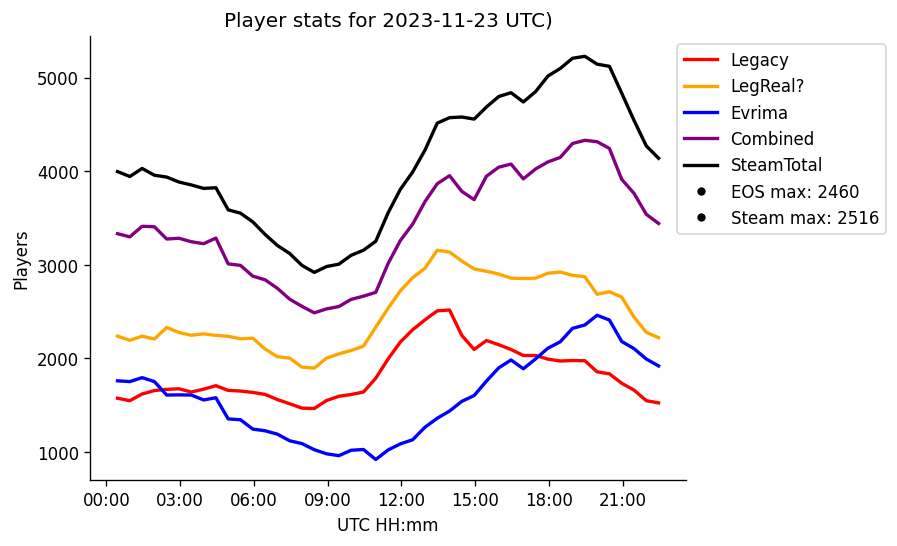 Player stats for 2023-11-23 UTC)
Players
5000
4000
3000
2000
1000
00:00 03:00 06:00 09:00 12:00 15:00 18:00 21:00
UTC HH:mm
Legacy
LegReal?
Evrima
Combined
SteamTotal
EOS max: 2460
Steam max: 2516